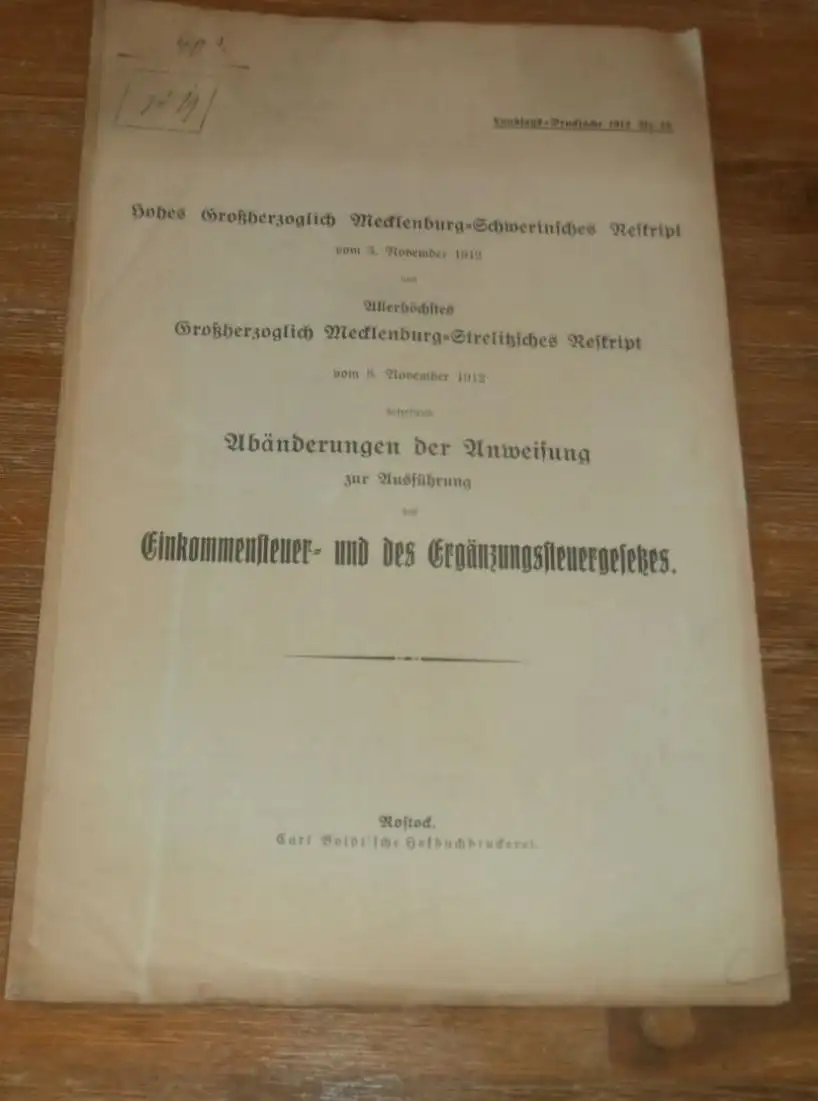 Landtags-Drucksache 1912 Nr.
Hohes Großherzoglich Mecklenburg-Schwerinsches Reskript
vom 3. November 1912
und
Allerhöchstes
Großherzoglich Mecklenburg-Strelitzsches Reskript
vom 8. November 1912
betreffend
Abänderungen der Anweisung
zur Ausführung
des
Einkommensteuer- und des Ergänzungssteuergesetzes.
Rostock.
Carl Boldt'sche Hofbuchdruckerei.